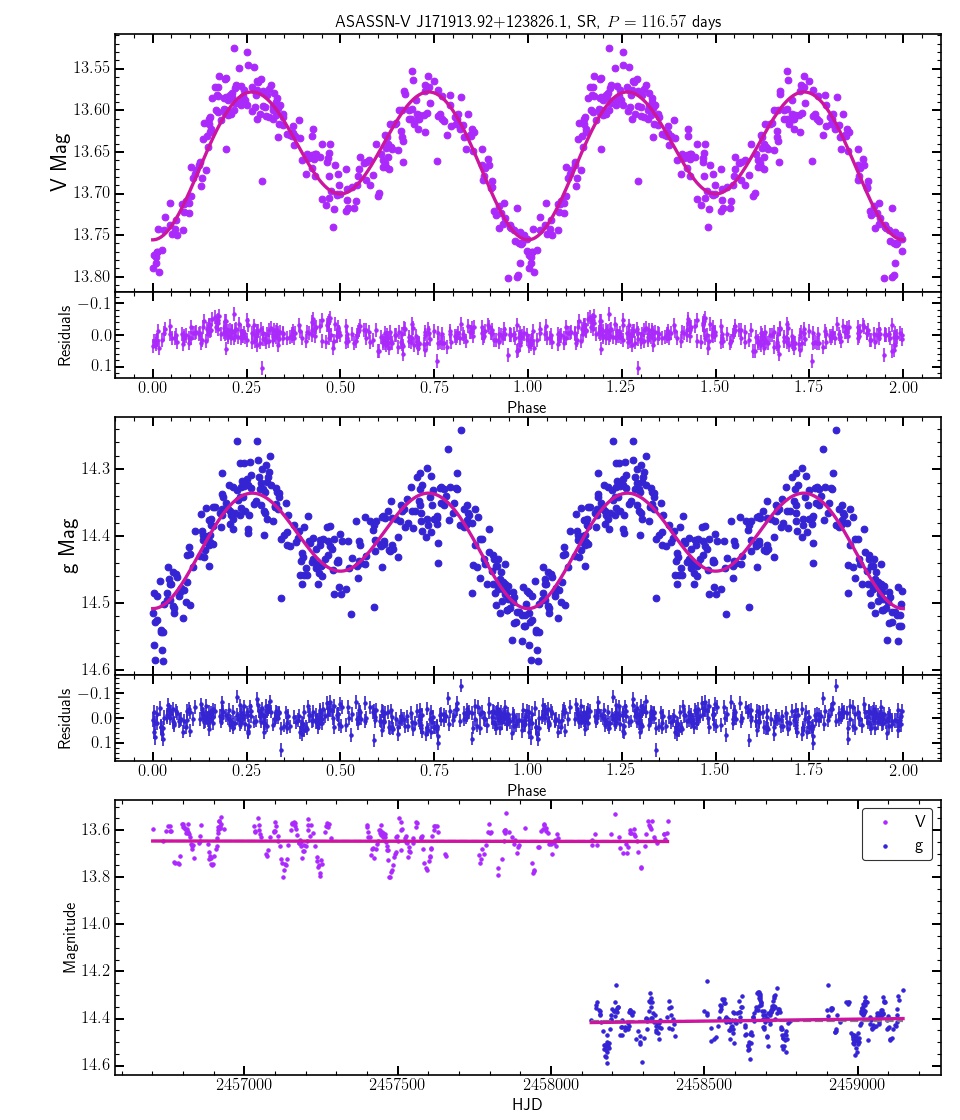 ASASSN-V J171913.92+123826.1, SR, P = 116.57 days
V Mag
13.55
13.60
13.65
13.70
13.75
13.80
Residuals
−0.1
0.0
0.1
0.00 0.25 0.50 0.75 1.00 1.25 1.50 1.75 2.00
Phase
g Mag
14.3
14.4
14.5
14.6
Residuals
−0.1
0.0
0.1
0.00 0.25 0.50 0.75 1.00 1.25 1.50 1.75 2.00
Phase
Magnitude
13.6
13.8
14.0
14.2
14.4
14.6
V
g
2457000 2457500 2458000 2458500 2459000
HJD